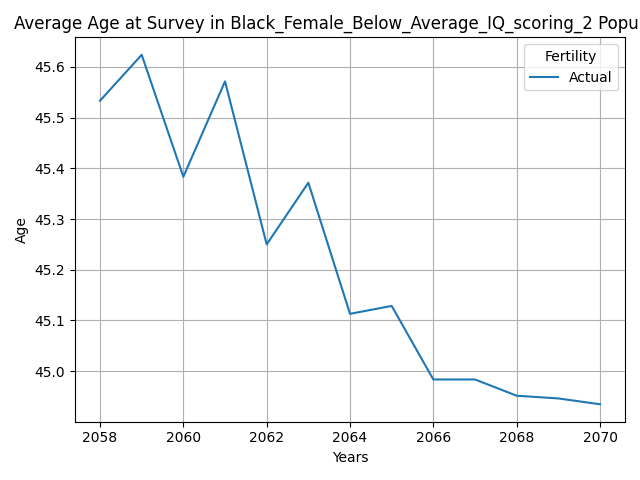 Average Age at Survey in Black_Female_Below_Average_IQ_scoring_2 Popu
Fertility
Actual
45.6
45.5
45.4
45.3
45.2
45.1
45.0
Age
2058 2060 2062 2064 2066 2068 2070
Years